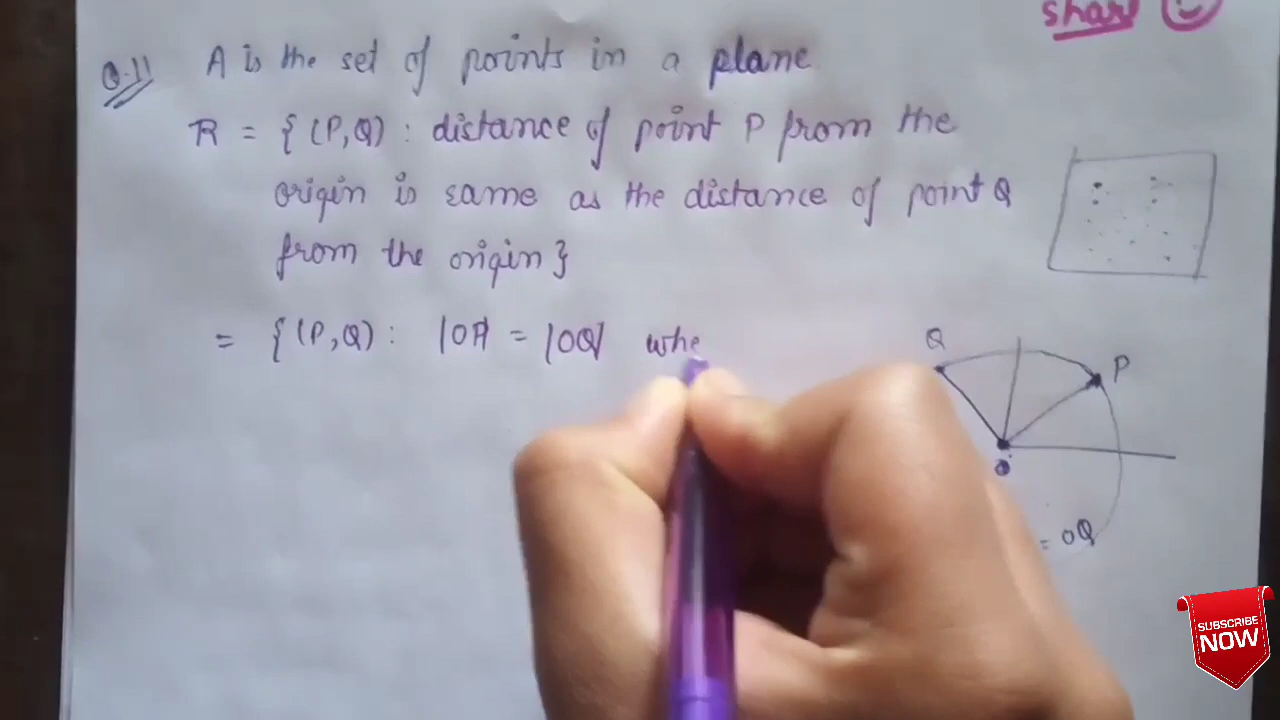 share
Q.11 A is the set of points in a plane
R = {(P,Q) : distance of point P from the
origin is same as the distance of point Q
from the origin}
= {(P,Q) : |OP| = |OQ| whe
Q
P
O
= OQ
SUBSCRIBE
NOW